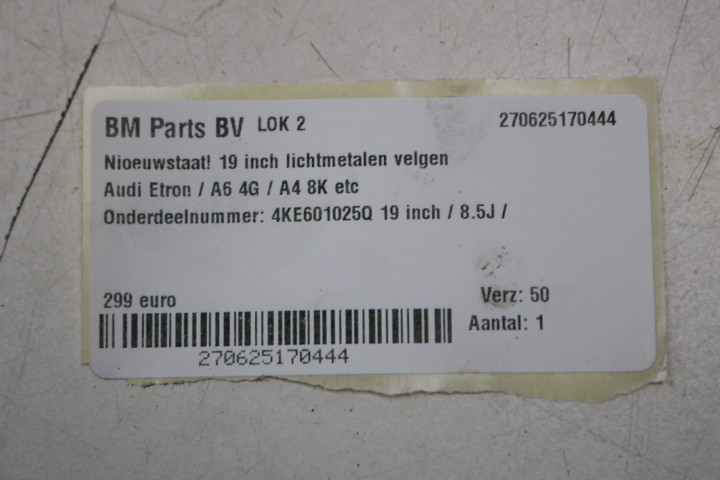 BM Parts BV LOK 2 270625170444
Nioeuwstaat! 19 inch lichtmetalen velgen
Audi Etron / A6 4G / A4 8K etc
Onderdeelnummer: 4KE601025Q 19 inch / 8.5J /
299 euro Verz: 50
Aantal: 1
270625170444